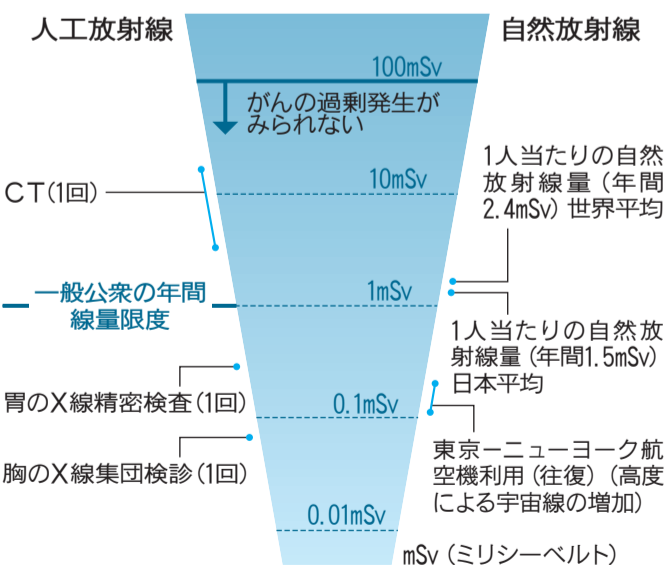 人工放射線
自然放射線
100mSv
がんの過剰発生が
みられない
10mSv
CT(1回)
1人当たりの自然
放射線量(年間
2.4mSv)世界平均
一般公衆の年間
線量限度
1mSv
1人当たりの自然放
射線量(年間1.5mSv)
日本平均
胃のX線精密検査(1回)
0.1mSv
胸のX線集団検診(1回)
東京ーニューヨーク航
空機利用(往復)(高度
による宇宙線の増加)
0.01mSv
mSv(ミリシーベルト)